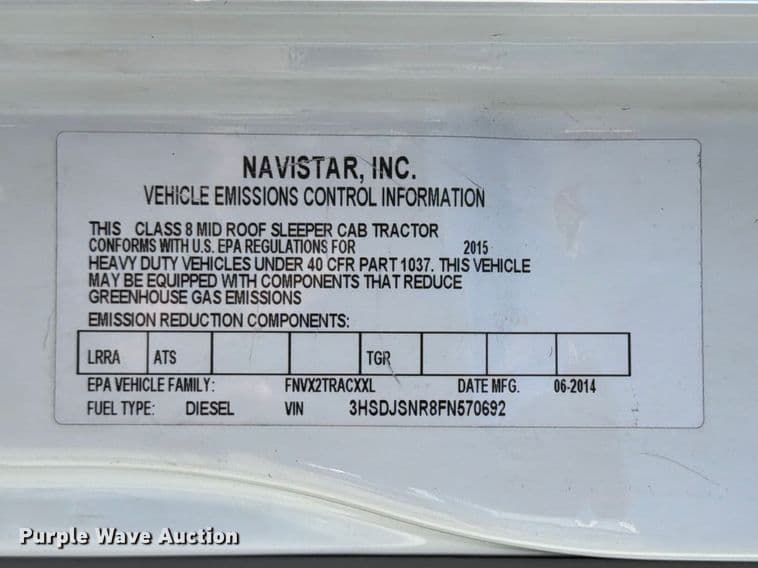 NAVISTAR, INC.
VEHICLE EMISSIONS CONTROL INFORMATION
THIS CLASS 8 MID ROOF SLEEPER CAB TRACTOR
CONFORMS WITH U.S. EPA REGULATIONS FOR 2015
HEAVY DUTY VEHICLES UNDER 40 CFR PART 1037. THIS VEHICLE
MAY BE EQUIPPED WITH COMPONENTS THAT REDUCE
GREENHOUSE GAS EMISSIONS
EMISSION REDUCTION COMPONENTS:
LRRA ATS TGR
EPA VEHICLE FAMILY: FNVX2TRACXXL DATE MFG. 06-2014
FUEL TYPE: DIESEL VIN 3HSDJSNR8FN570692
Purple Wave Auction